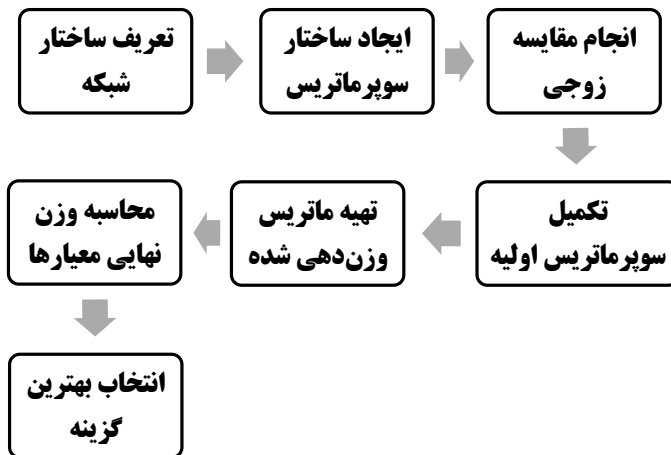 تعریف ساختار
شبکه
ایجاد ساختار
سوپرماتریس
انجام مقایسه
زوجی
تکمیل
سوپرماتریس اولیه
تهیه ماتریس
وزن‌دهی شده
محاسبه وزن
نهایی معیارها
انتخاب بهترین
گزینه